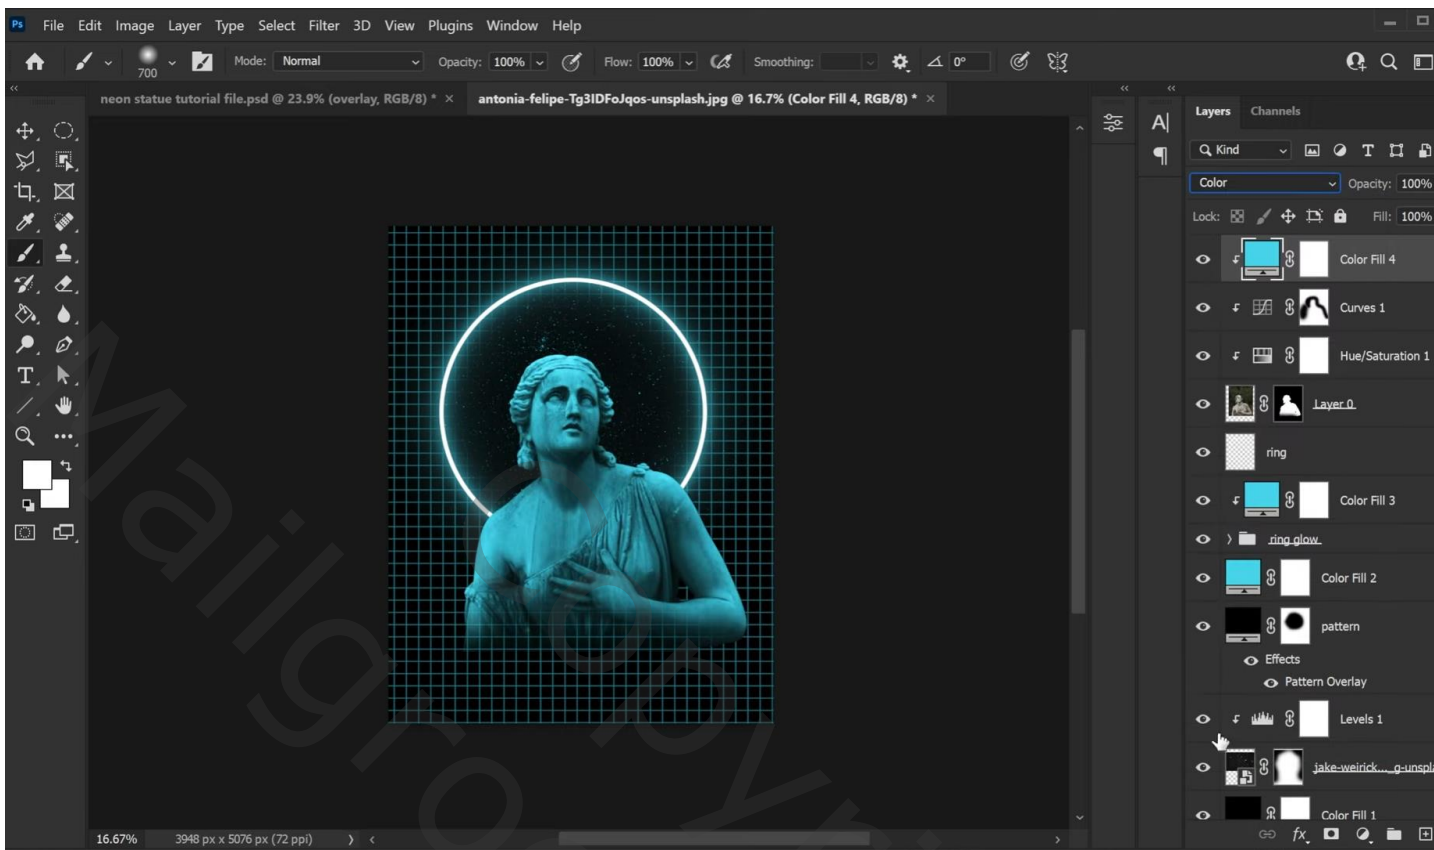 Ps File Edit Image Layer Type Select Filter 3D View Plugins Window Help
700 Mode: Normal Opacity: 100% Flow: 100% Smoothing: 0°
neon statue tutorial file.psd @ 23.9% (overlay, RGB/8) * × antonia-felipe-Tg3IDFoJqos-unsplash.jpg @ 16.7% (Color Fill 4, RGB/8) * ×
Layers Channels
Kind
Color Opacity: 100%
Lock: Fill: 100%
Color Fill 4
Curves 1
Hue/Saturation 1
Layer 0
ring
Color Fill 3
ring glow
Color Fill 2
pattern
Effects
Pattern Overlay
Levels 1
jake-weirick..._g-unspla
Color Fill 1
fx
16.67% 3948 px x 5076 px (72 ppi)